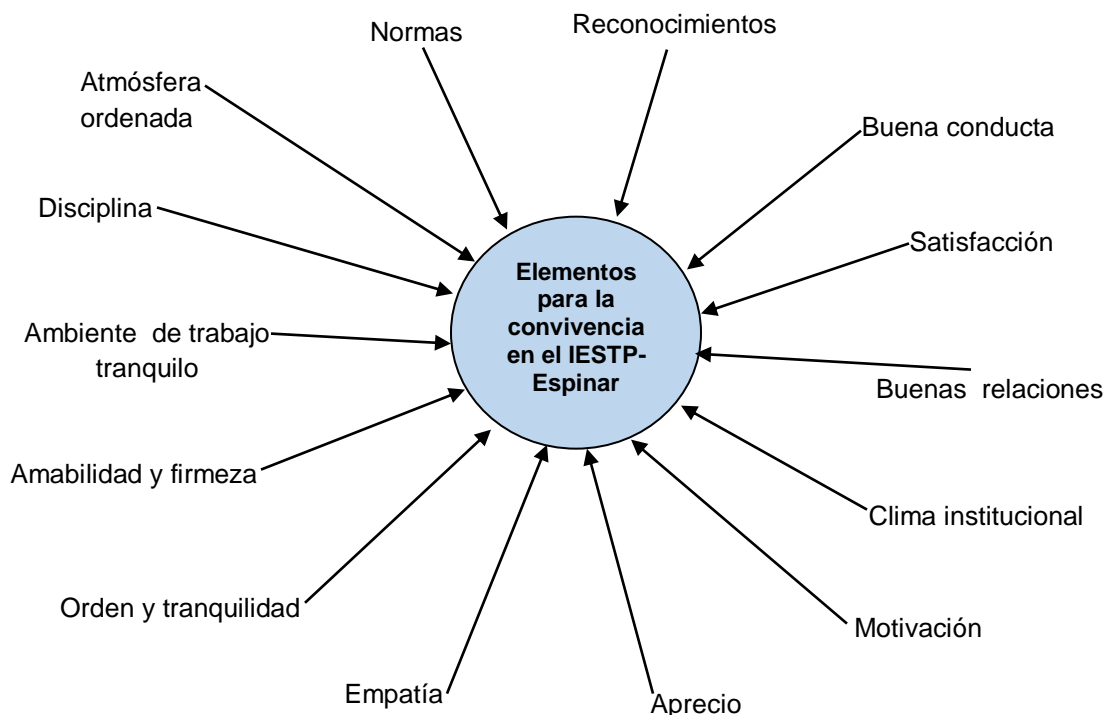 Normas
Reconocimientos
Atmósfera
ordenada
Buena conducta
Disciplina
Satisfacción
Elementos
para la
convivencia
en el IESTP-
Espinar
Ambiente de trabajo
tranquilo
Buenas relaciones
Amabilidad y firmeza
Clima institucional
Orden y tranquilidad
Motivación
Empatía
Aprecio